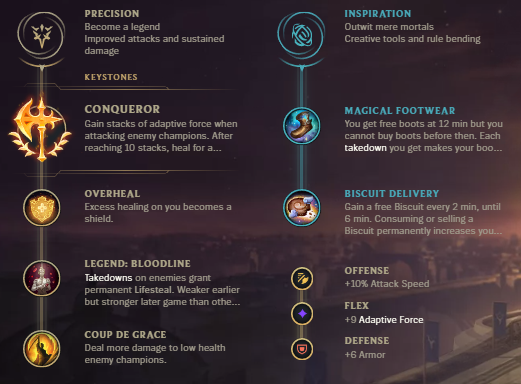 PRECISION
Become a legend
Improved attacks and sustained
damage
KEYSTONES
CONQUEROR
Gain stacks of adaptive force when
attacking enemy champions. After
reaching 10 stacks, heal for a...
OVERHEAL
Excess healing on you becomes a
shield.
LEGEND: BLOODLINE
Takedowns on enemies grant
permanent Lifesteal. Weaker earlier
but stronger later game than othe...
COUP DE GRACE
Deal more damage to low health
enemy champions.
INSPIRATION
Outwit mere mortals
Creative tools and rule bending
MAGICAL FOOTWEAR
You get free boots at 12 min but you
cannot buy boots before then. Each
takedown you get makes your boo...
BISCUIT DELIVERY
Gain a free Biscuit every 2 min, until
6 min. Consuming or selling a
Biscuit permanently increases you...
OFFENSE
+10% Attack Speed
FLEX
+9 Adaptive Force
DEFENSE
+6 Armor